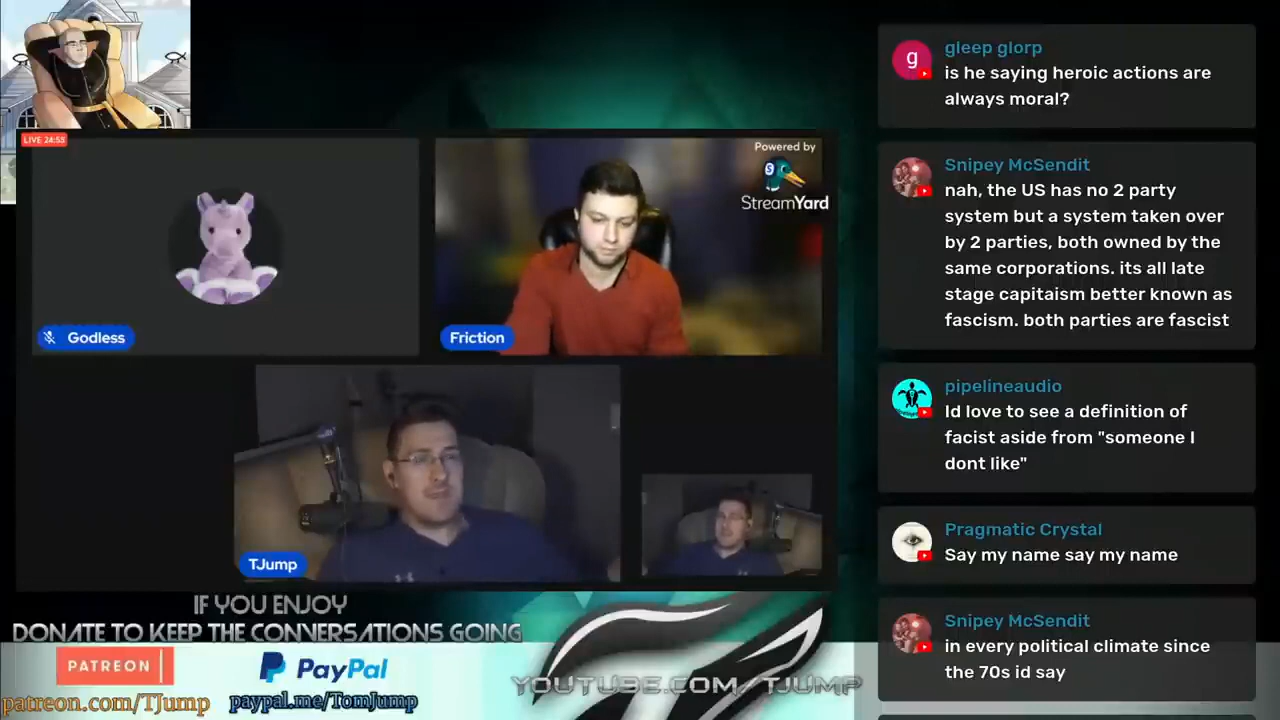 LIVE 24:55
Godless
Powered by
StreamYard
Friction
TJump
IF YOU ENJOY
DONATE TO KEEP THE CONVERSATIONS GOING
PATREON
PayPal
patreon.com/TJump
paypal.me/TomJump
YOUTUBE.COM/TJUMP
g
gleep glorp
is he saying heroic actions are
always moral?
Snipey McSendit
nah, the US has no 2 party
system but a system taken over
by 2 parties, both owned by the
same corporations. its all late
stage capitaism better known as
fascism. both parties are fascist
pipelineaudio
Id love to see a definition of
facist aside from "someone I
dont like"
Pragmatic Crystal
Say my name say my name
Snipey McSendit
in every political climate since
the 70s id say